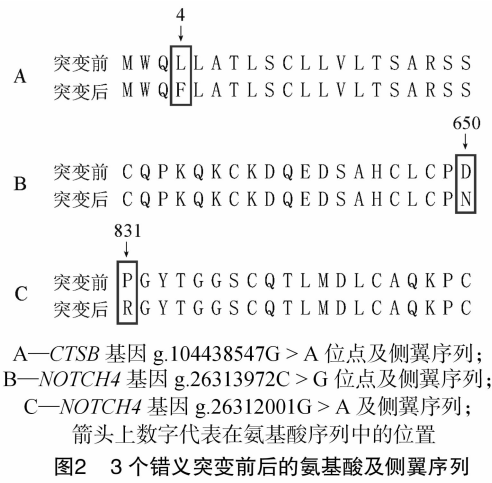 4
A
突变前 M W Q L L A T L S C L L V L T S A R S S
突变后 M W Q F L A T L S C L L V L T S A R S S
650
B
突变前 C Q P K Q K C K D Q E D S A H C L C P D
突变后 C Q P K Q K C K D Q E D S A H C L C P N
831
C
突变前 P G Y T G G S C Q T L M D L C A Q K P C
突变后 R G Y T G G S C Q T L M D L C A Q K P C
A—CTSB 基因 g.104438547G > A 位点及侧翼序列;
B—NOTCH4 基因 g.26313972C > G 位点及侧翼序列;
C—NOTCH4 基因 g.26312001G > A 及侧翼序列;
箭头上数字代表在氨基酸序列中的位置
图2 3 个错义突变前后的氨基酸及侧翼序列